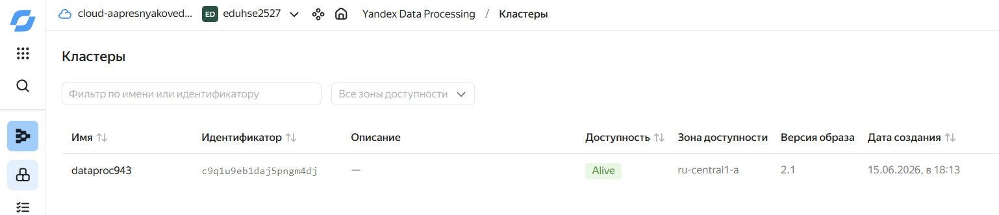 cloud-aapresnyakoved... ED eduhse2527 Yandex Data Processing / Кластеры
Кластеры
Фильтр по имени или идентификатору Все зоны доступности
Имя Идентификатор Описание Доступность Зона доступности Версия образа Дата создания
dataproc943 c9q1u9eb1daj5pngm4dj — Alive ru-central1-a 2.1 15.06.2026, в 18:13